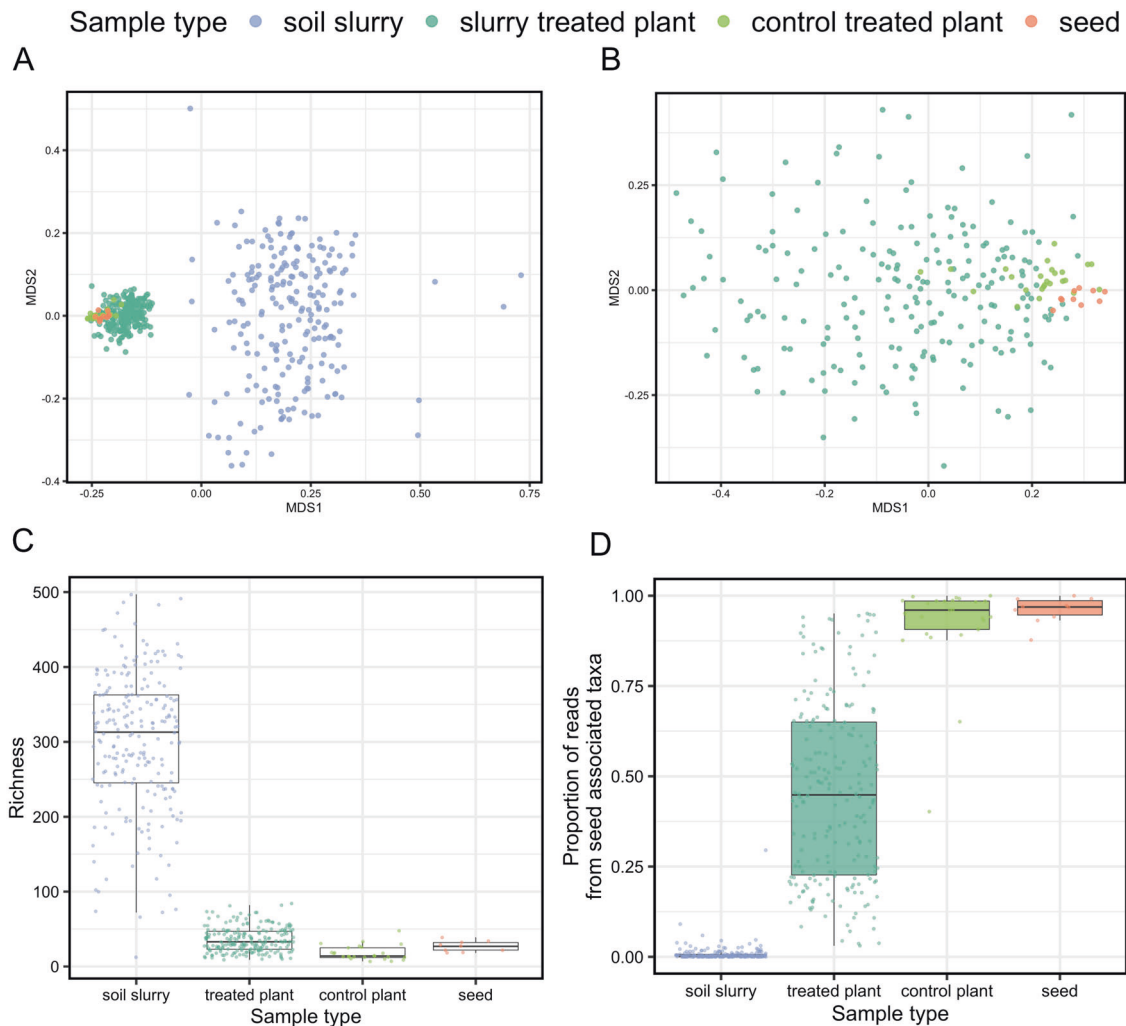 Sample type soil slurry slurry treated plant control treated plant seed
A
B
0.4
0.2
0.0
-0.2
-0.4
MDS2
-0.25
0.00
0.25
0.50
0.75
MDS1
0.25
0.00
-0.25
MDS2
-0.4
-0.2
0.0
0.2
MDS1
C
D
500
400
300
200
100
0
Richness
soil slurry
treated plant
control plant
seed
Sample type
1.00
0.75
0.50
0.25
0.00
Proportion of reads
from seed associated taxa
soil slurry
treated plant
control plant
seed
Sample type